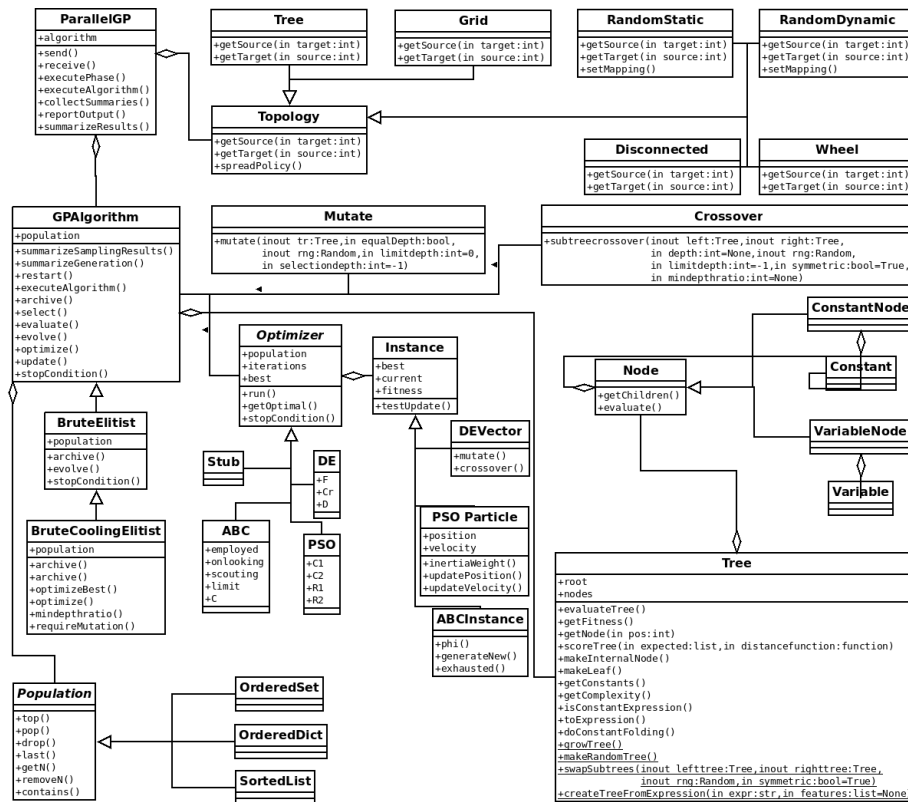 ParallelGP
+algorithm
+send()
+receive()
+executePhase()
+executeAlgorithm()
+collectSummaries()
+reportOutput()
+summarizeResults()
Tree
+getSource(in target:int)
+getTarget(in source:int)
Grid
+getSource(in target:int)
+getTarget(in source:int)
RandomStatic
+getSource(in target:int)
+getTarget(in source:int)
+setMapping()
RandomDynamic
+getSource(in target:int)
+getTarget(in source:int)
+setMapping()
Topology
+getSource(in target:int)
+getTarget(in source:int)
+spreadPolicy()
Disconnected
+getSource(in target:int)
+getTarget(in source:int)
Wheel
+getSource(in target:int)
+getTarget(in source:int)
GPAlgorithm
+population
+summarizeSamplingResults()
+summarizeGeneration()
+restart()
+executeAlgorithm()
+archive()
+select()
+evaluate()
+evolve()
+optimize()
+update()
+stopCondition()
Mutate
+mutate(inout tr:Tree,in equalDepth:bool,
inout rng:Random,in limitdepth:int=0,
in selectiondepth:int=-1)
Crossover
+subtreecrossover(inout left:Tree,inout right:Tree,
in depth:int=None,inout rng:Random,
in limitdepth:int=-1,in symmetric:bool=True,
in mindepthratio:int=None)
Optimizer
+population
+iterations
+best
+run()
+getOptimal()
+stopCondition()
Instance
+best
+current
+fitness
+testUpdate()
Node
+getChildren()
+evaluate()
ConstantNode
Constant
VariableNode
Variable
BruteElitist
+population
+archive()
+evolve()
+stopCondition()
Stub
DE
+F
+Cr
+D
DEVector
+mutate()
+crossover()
BruteCoolingElitist
+population
+archive()
+archive()
+optimizeBest()
+optimize()
+mindepthratio()
+requireMutation()
ABC
+employed
+onlooking
+scouting
+limit
+C
PSO
+C1
+C2
+R1
+R2
PSO Particle
+position
+velocity
+inertiaWeight()
+updatePosition()
+updateVelocity()
ABCInstance
+phi()
+generateNew()
+exhausted()
Tree
+root
+nodes
+evaluateTree()
+getFitness()
+getNode(in pos:int)
+scoreTree(in expected:list,in distancefunction:function)
+makeInternalNode()
+makeLeaf()
+getConstants()
+getComplexity()
+isConstantExpression()
+toExpression()
+doConstantFolding()
+growTree()
+makeRandomTree()
+swapSubtrees(inout lefttree:Tree,inout righttree:Tree,
inout rng:Random,in symmetric:bool=True)
+createTreeFromExpression(in expr:str,in features:list=None)
Population
+top()
+pop()
+drop()
+last()
+getN()
+removeN()
+contains()
OrderedSet
OrderedDict
SortedList